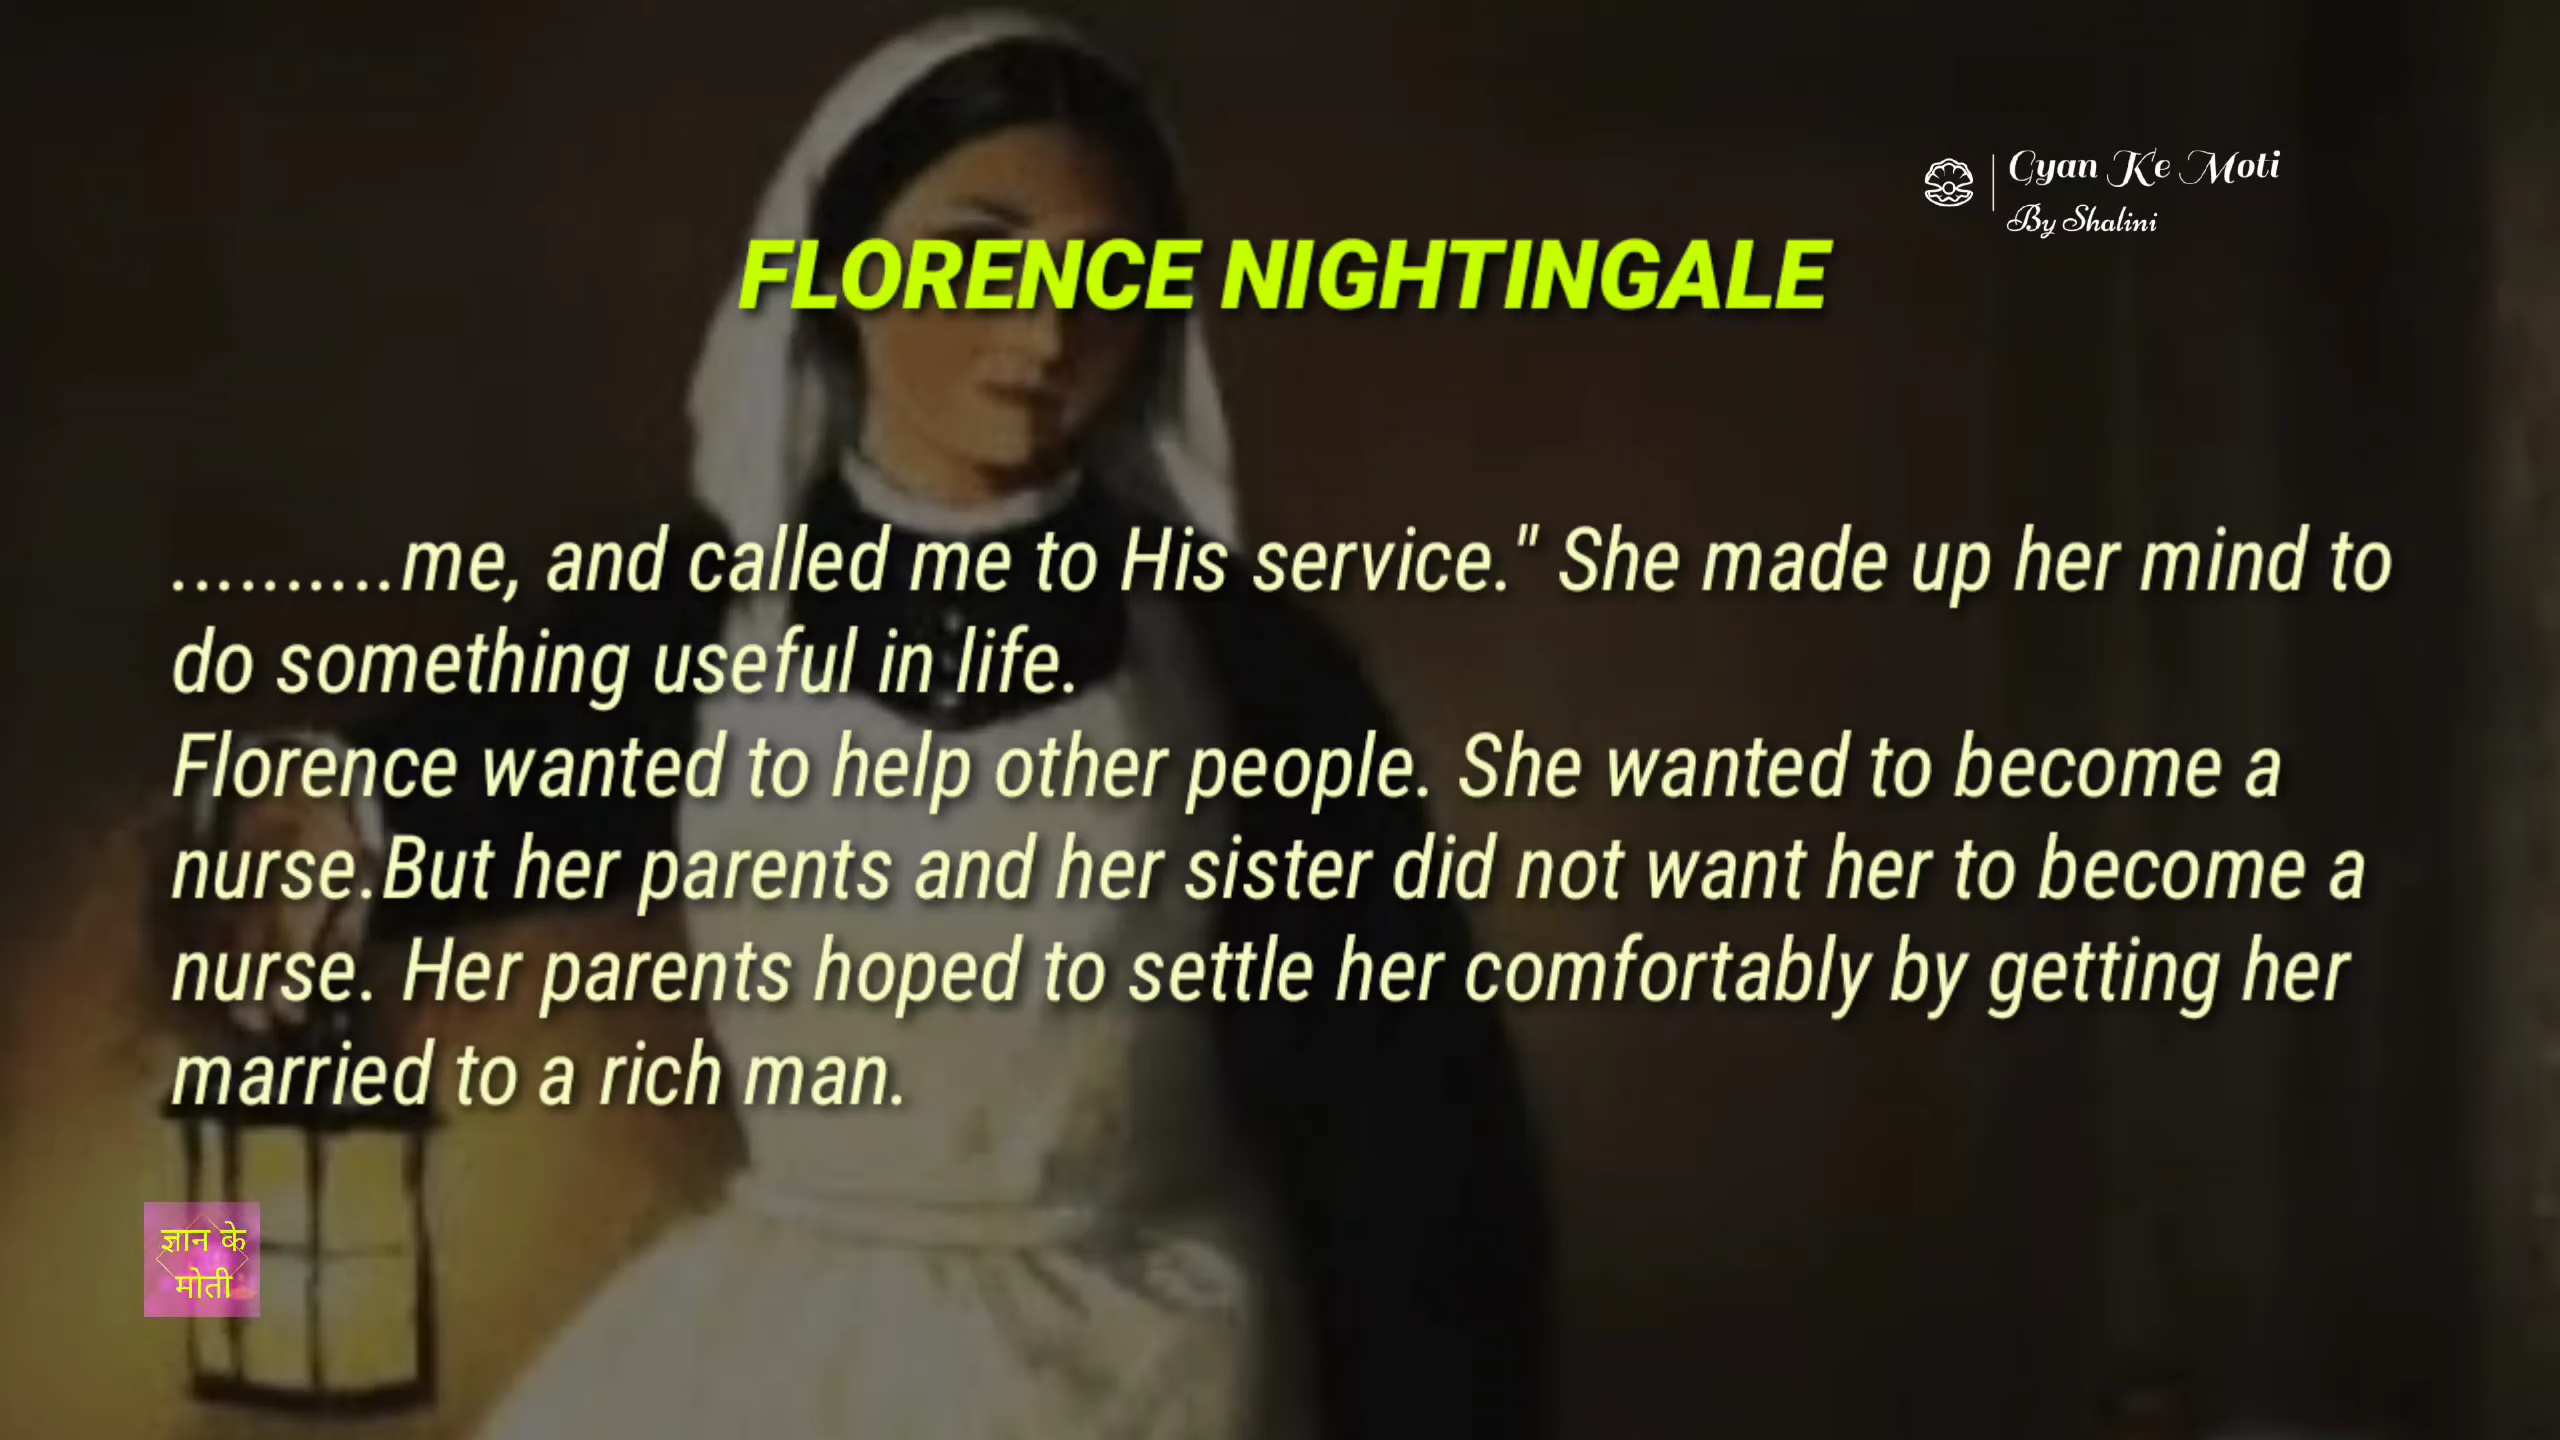 Gyan Ke Moti
By Shalini
FLORENCE NIGHTINGALE
..........me, and called me to His service." She made up her mind to
do something useful in life.
Florence wanted to help other people. She wanted to become a
nurse.But her parents and her sister did not want her to become a
nurse. Her parents hoped to settle her comfortably by getting her
married to a rich man.
ज्ञान के
मोती